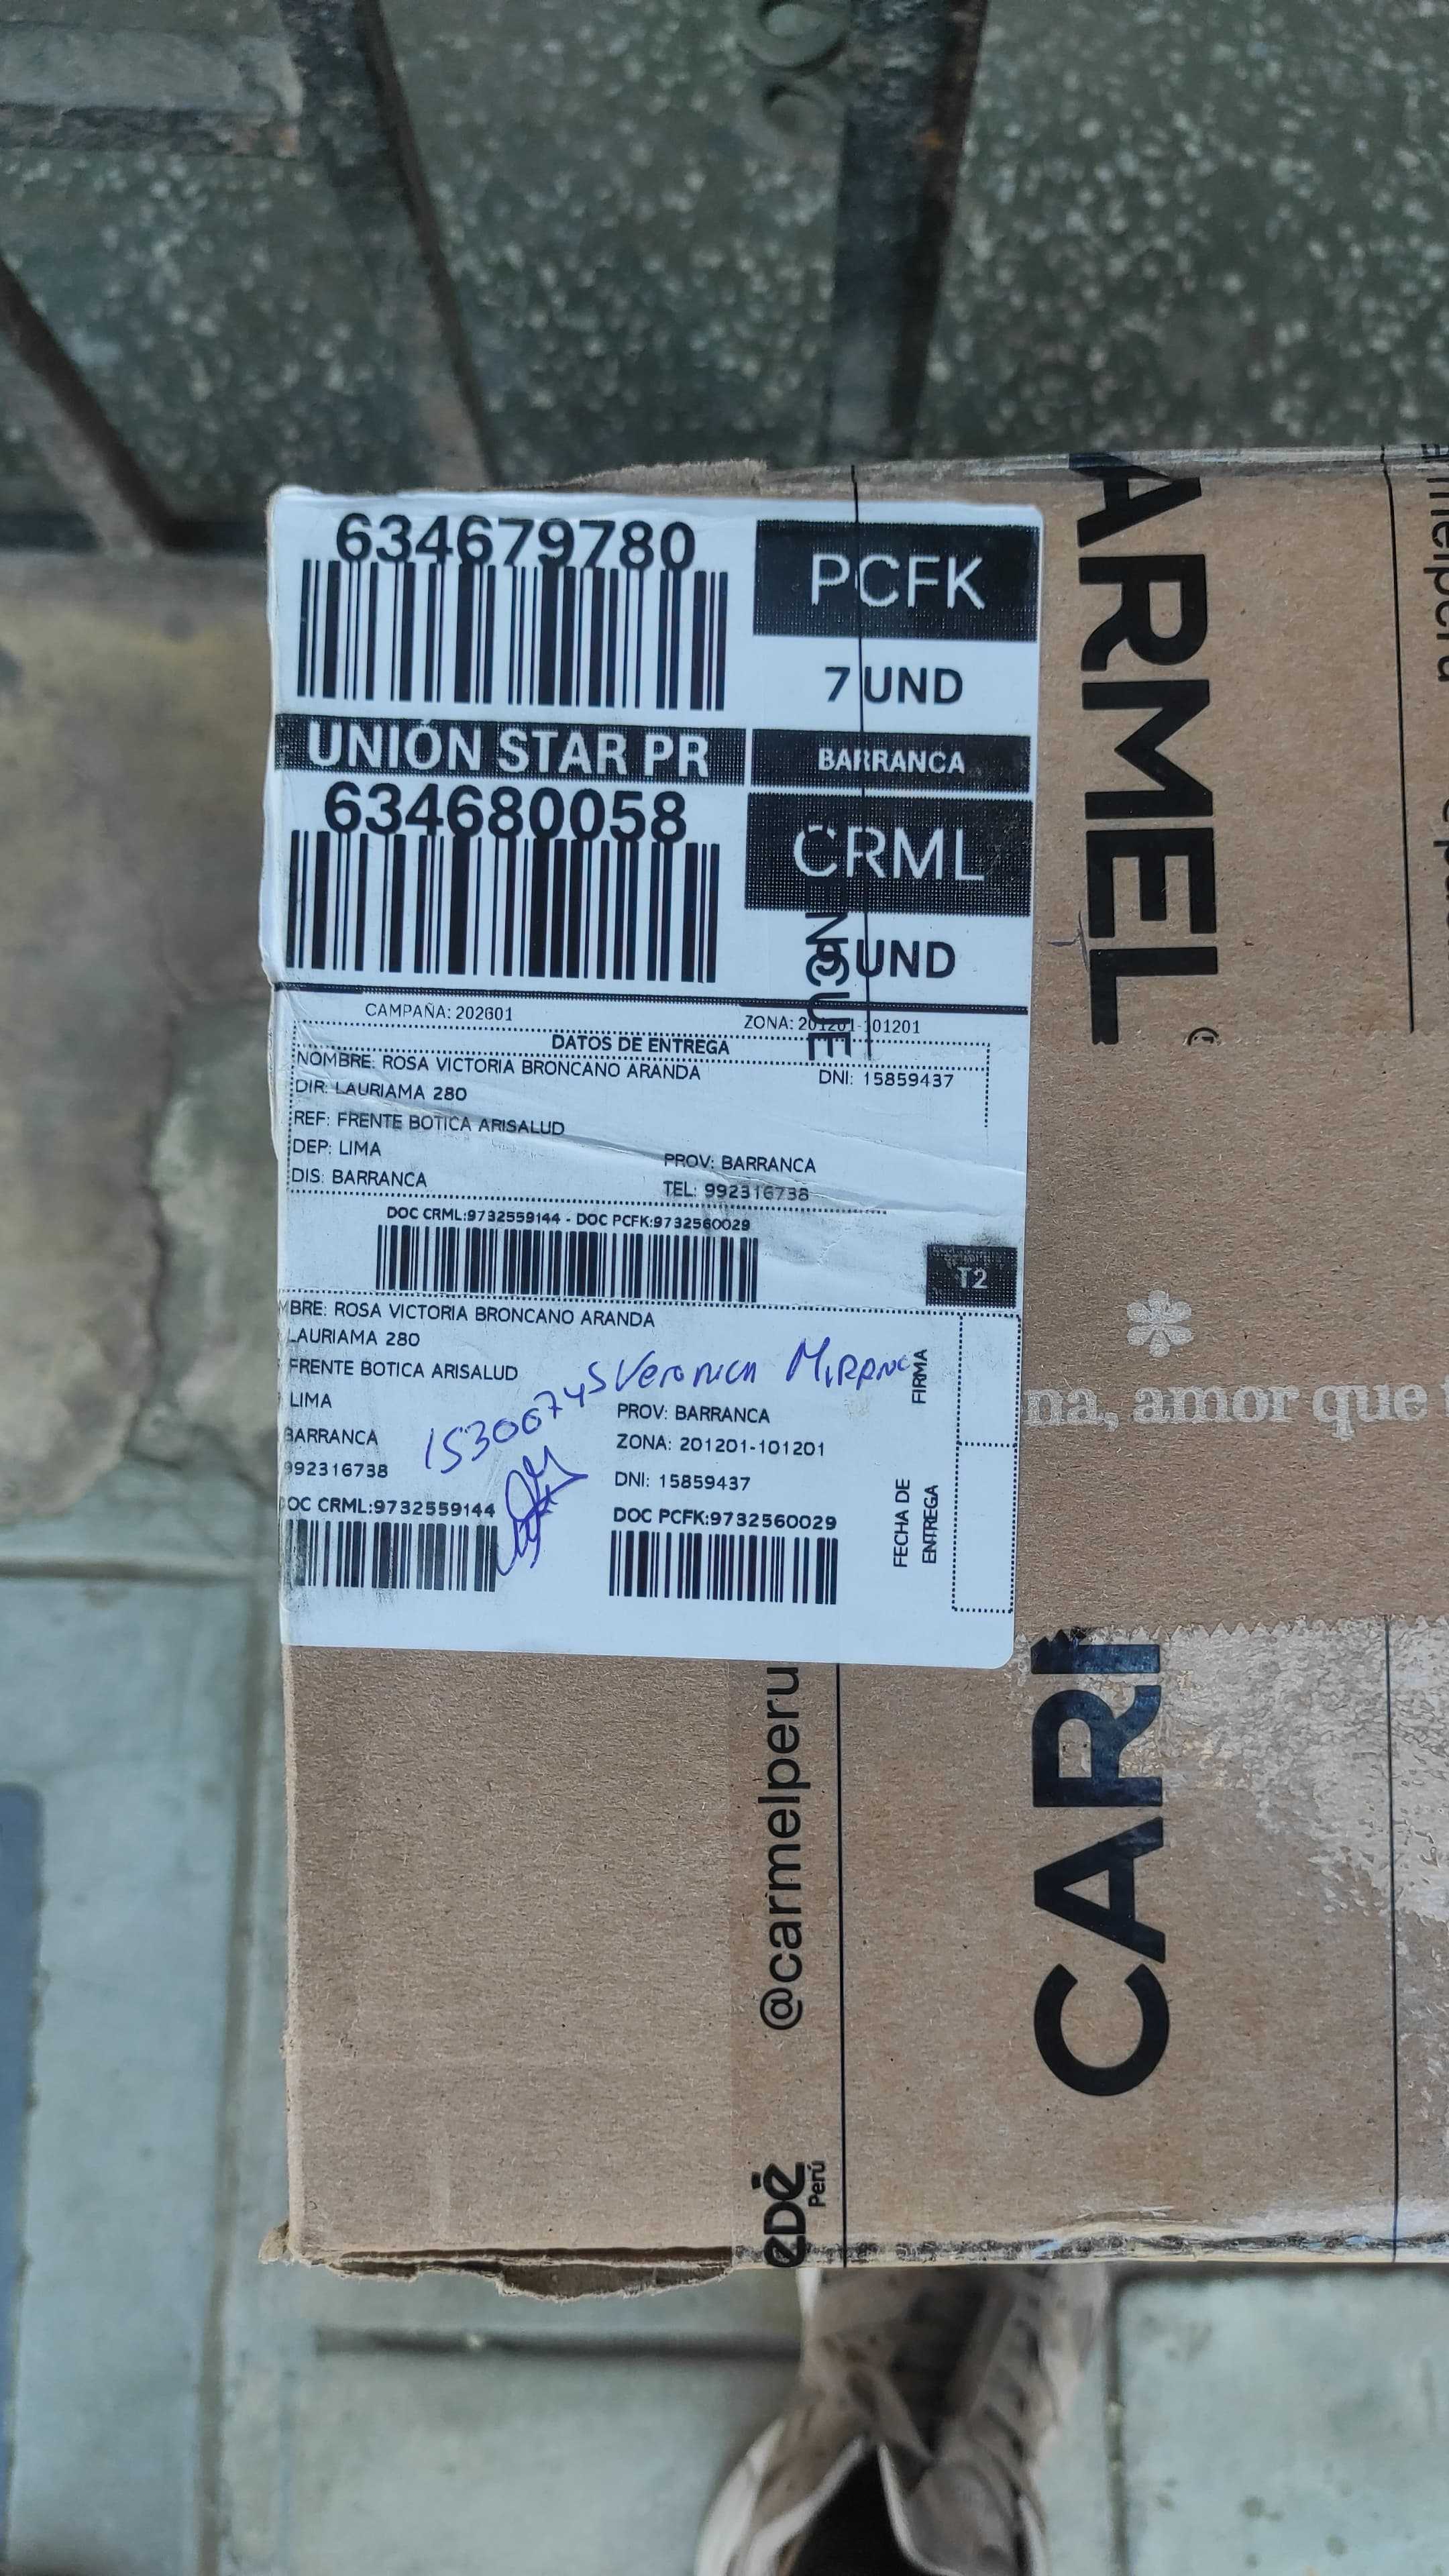 634679780
PCFK
7 UND
UNIÓN STAR PR
BARRANCA
634680058
CRML
UND
CAMPAÑA: 202601
ZONA: 201201-101201
DATOS DE ENTREGA
NOMBRE: ROSA VICTORIA BRONCANO ARANDA
DNI: 15859437
DIR: LAURIAMA 280
REF: FRENTE BOTICA ARISALUD
DEP: LIMA
PROV: BARRANCA
DIS: BARRANCA
TEL: 992316738
DOC CRML:9732559144 - DOC PCFK:9732560029
T2
MBRE: ROSA VICTORIA BRONCANO ARANDA
LAURIAMA 280
FRENTE BOTICA ARISALUD
LIMA
BARRANCA
992316738
Veronica
PROV: BARRANCA
ZONA: 201201-101201
DNI: 15859437
DOC CRML:9732559144
DOC PCFK:9732560029
FIRMA
FECHA DE
ENTREGA
ARMEL
na, amor que
@carmelperu
CAR
eDé
Perú